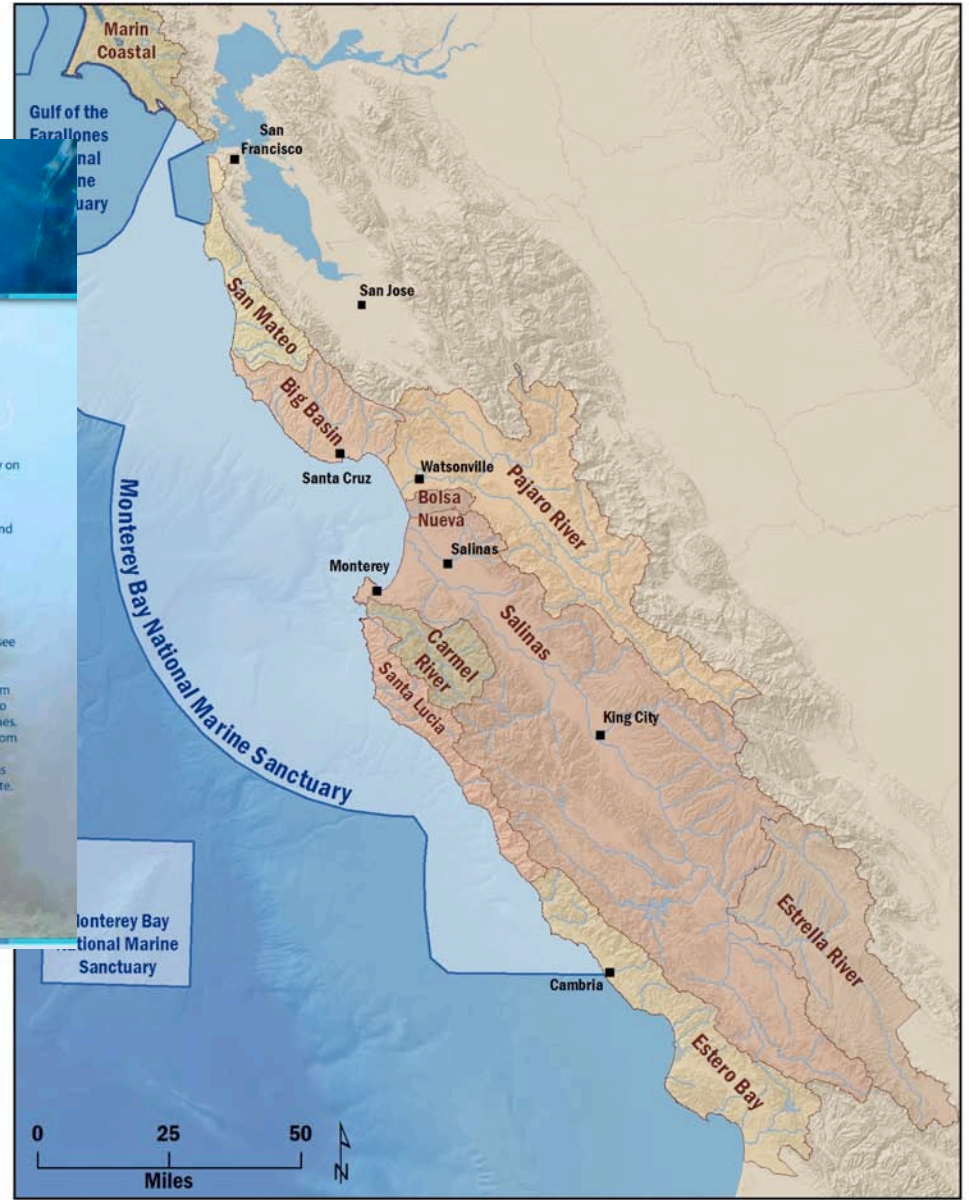 Marin
Coastal
Gulf of the
Farallones
San
Francisco
San Jose
San Mateo
Big Basin
Santa Cruz
Watsonville
Pajaro River
Bolsa
Nueva
Salinas
Monterey
Salinas
Carmel
River
Santa Lucia
King City
Monterey Bay National Marine Sanctuary
Estrella River
National Marine
Sanctuary
Cambria
Estero Bay
0 25 50
Miles
N
on
see